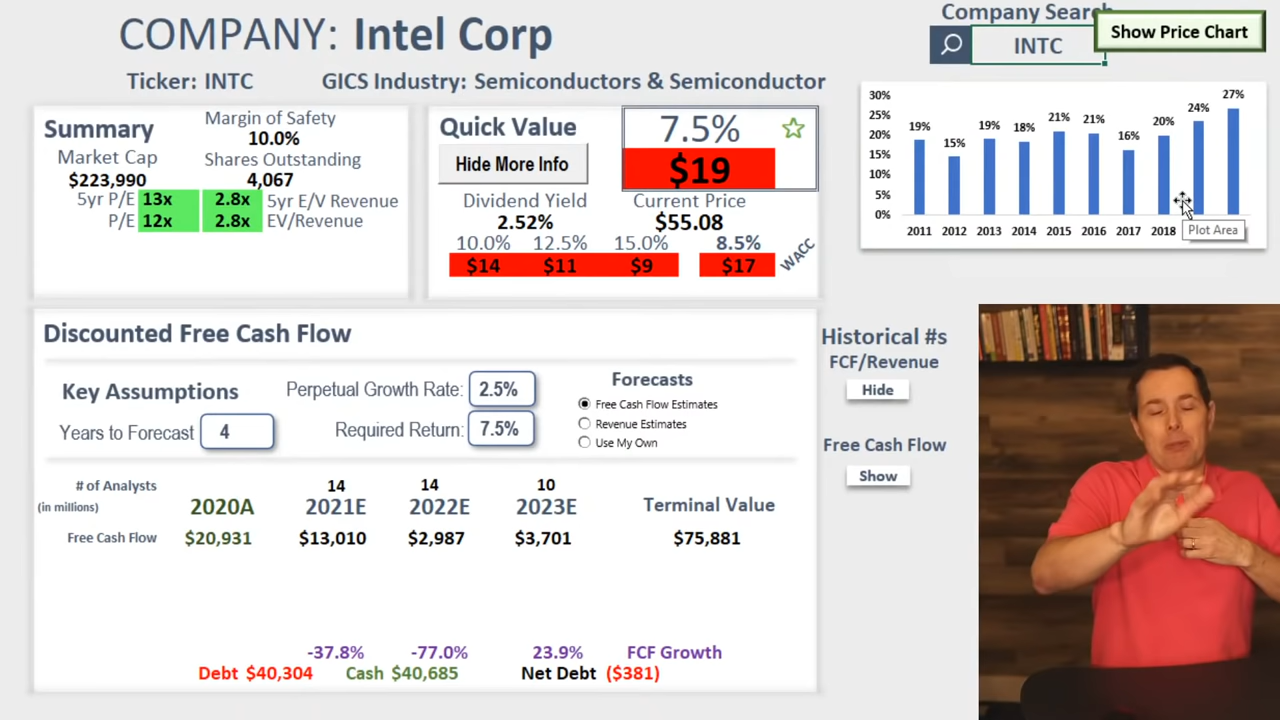 COMPANY: Intel Corp
Ticker: INTC GICS Industry: Semiconductors & Semiconductor
Company Search
INTC
Show Price Chart
Summary
Margin of Safety
10.0%
Market Cap
$223,990
Shares Outstanding
4,067
5yr P/E 13x 2.8x 5yr E/V Revenue
P/E 12x 2.8x EV/Revenue
Quick Value
7.5%
Hide More Info
$19
Dividend Yield
2.52%
Current Price
$55.08
10.0% 12.5% 15.0% 8.5%
$14 $11 $9 $17 WACC
30%
25%
20%
15%
10%
5%
0%
19% 15% 19% 18% 21% 21% 16% 20% 24% 27%
2011 2012 2013 2014 2015 2016 2017 2018
Plot Area
Discounted Free Cash Flow
Key Assumptions
Years to Forecast 4
Perpetual Growth Rate: 2.5%
Required Return: 7.5%
Forecasts
Free Cash Flow Estimates
Revenue Estimates
Use My Own
# of Analysts 14 14 10
(in millions) 2020A 2021E 2022E 2023E Terminal Value
Free Cash Flow $20,931 $13,010 $2,987 $3,701 $75,881
-37.8% -77.0% 23.9% FCF Growth
Debt $40,304 Cash $40,685 Net Debt ($381)
Historical #s
FCF/Revenue
Hide
Free Cash Flow
Show